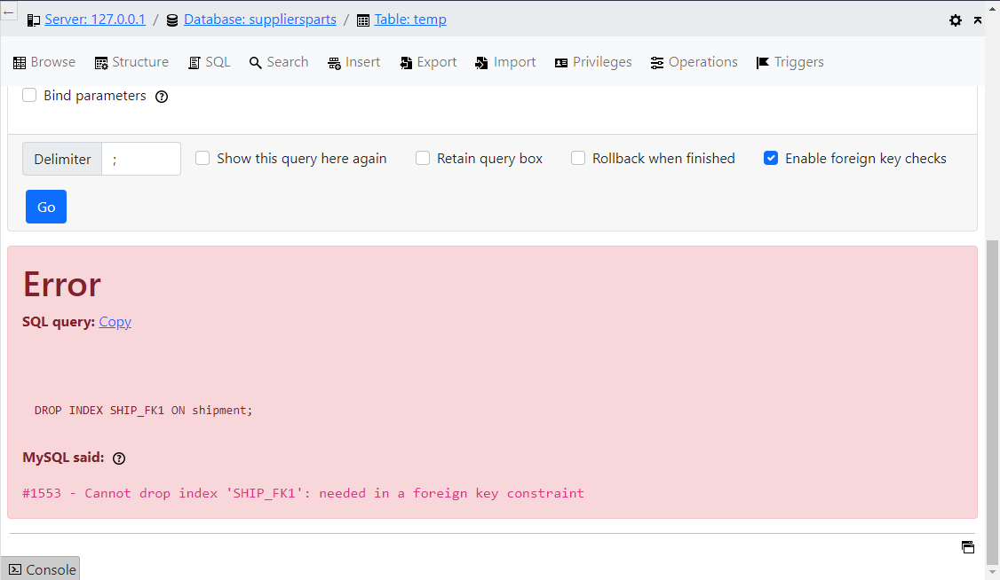 Server: 127.0.0.1 / Database: suppliersparts / Table: temp
Browse Structure SQL Search Insert Export Import Privileges Operations Triggers
Bind parameters
Delimiter ; Show this query here again Retain query box Rollback when finished Enable foreign key checks
Go
Error
SQL query: Copy
DROP INDEX SHIP_FK1 ON shipment;
MySQL said:
#1553 - Cannot drop index 'SHIP_FK1': needed in a foreign key constraint
Console